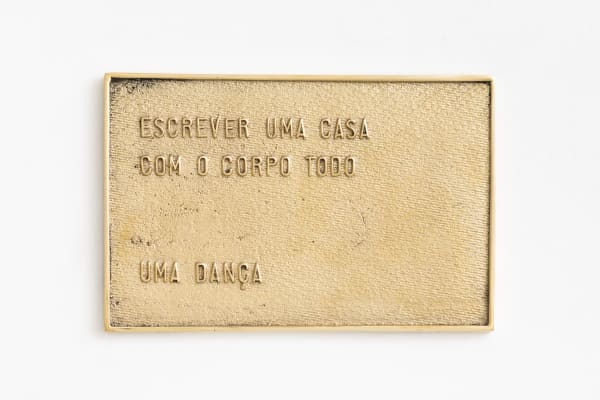 ESCREVER UMA CASA
COM O CORPO TODO
UMA DANÇA